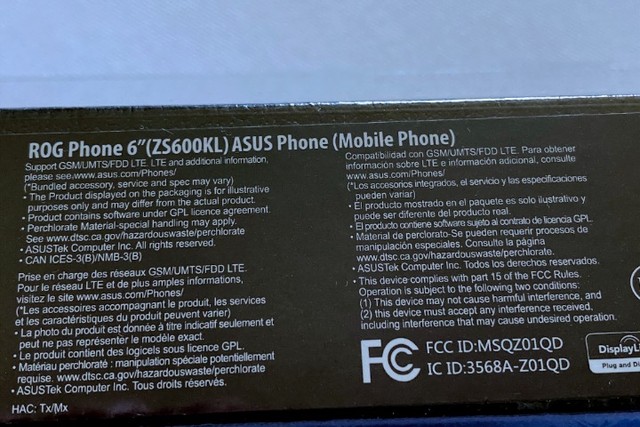 ROG Phone 6"(ZS600KL) ASUS Phone (Mobile Phone)
Support GSM/UMTS/FDD LTE. LTE and additional information,
please see.www.asus.com/Phones/
(*Bundled accessory, service and spec may vary)
• The Product displayed on the packaging is for illustrative
purposes only and may differ from the actual product.
• Product contains software under GPL licence agreement.
• Perchlorate Material-special handling may apply.
See www.dtsc.ca.gov/hazardouswaste/perchlorate
• ASUSTek Computer Inc. All rights reserved.
• CAN ICES-3(B)/NMB-3(B)
Prise en charge des réseaux GSM/UMTS/FDD LTE.
Pour le réseau LTE et de plus amples informations,
visitez le site www.asus.com/Phones/
(*Les accessoires accompagnant le produit, les services
et les caractéristiques du produit peuvent varier)
• La photo du produit est donnée à titre indicatif seulement et
peut ne pas représenter le modèle exact.
• Le produit contient des logiciels sous licence GPL.
• Matériau perchloraté : manipulation spéciale potentiellement
requise. www.dtsc.ca.gov/hazardouswaste/perchlorate
• ASUSTek Computer Inc. Tous droits réservés.
HAC: Tx/Mx
Compatibilidad con GSM/UMTS/FDD LTE. Para obtener
información sobre LTE e información adicional, consulte
www.asus.com/Phones/
(*Los accesorios integrados, el servicio y las especificaciones
pueden variar)
• El producto mostrado en el paquete es solo ilustrativo y
puede ser diferente del producto real.
• El producto contiene software sujeto al contrato de licencia GPL.
• Material de perclorato-Se pueden requerir procesos de
manipulación especiales. Consulte la página
www.dtsc.ca.gov/hazardouswaste/perchlorate.
• ASUSTek Computer Inc. Todos los derechos reservados.
• This device complies with part 15 of the FCC Rules.
Operation is subject to the following two conditions:
(1) This device may not cause harmful interference, and
(2) this device must accept any interference received,
including interference that may cause undesired operation.
FC FCC ID:MSQZ01QD
IC ID:3568A-Z01QD
DisplayLi
Plug and Di